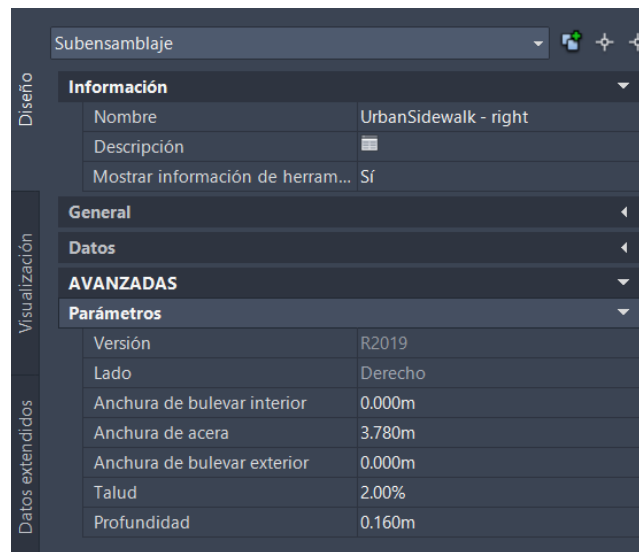 Subensamblaje
Diseño
Información
Nombre UrbanSidewalk - right
Descripción
Mostrar información de herram... Sí
General
Datos
Visualización
AVANZADAS
Parámetros
Versión R2019
Lado Derecho
Anchura de bulevar interior 0.000m
Anchura de acera 3.780m
Anchura de bulevar exterior 0.000m
Talud 2.00%
Profundidad 0.160m
Datos extendidos